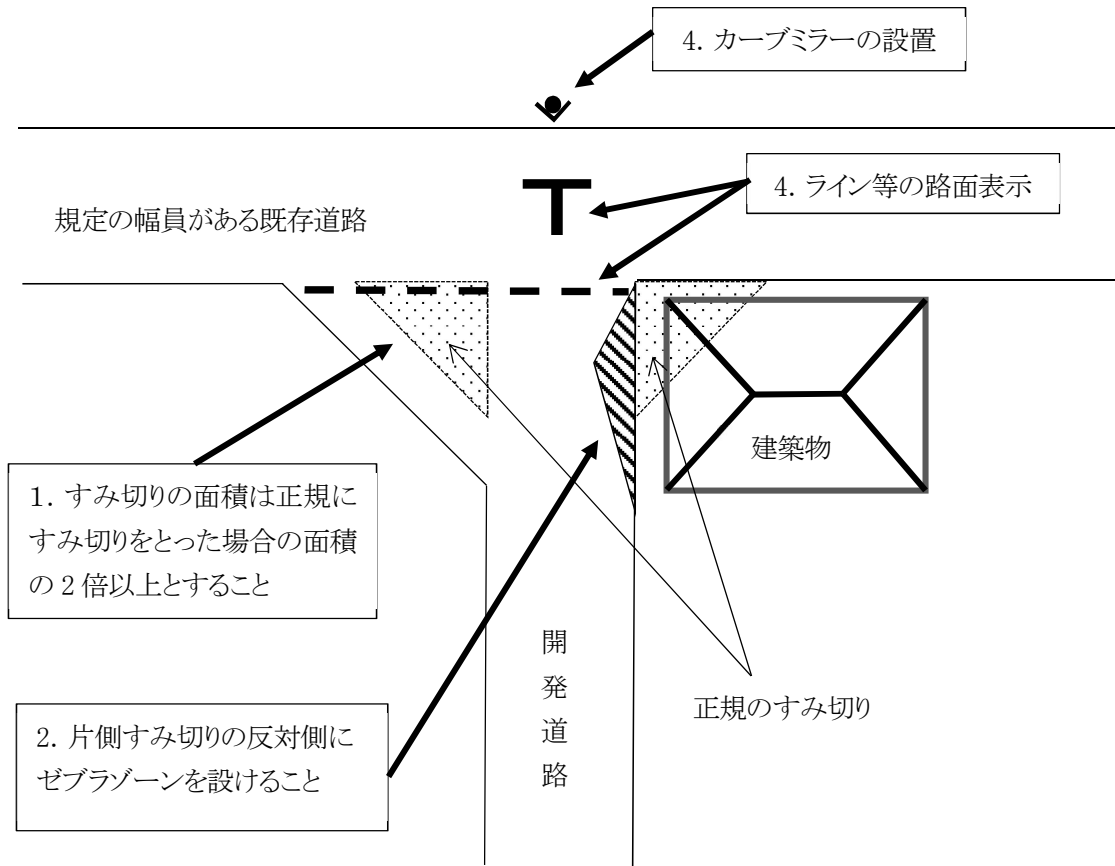 4. カーブミラーの設置
4. ライン等の路面表示
規定の幅員がある既存道路
建築物
1. すみ切りの面積は正規に
すみ切りをとった場合の面積
の 2 倍以上とすること
開
発
道
路
正規のすみ切り
2. 片側すみ切りの反対側に
ゼブラゾーンを設けること